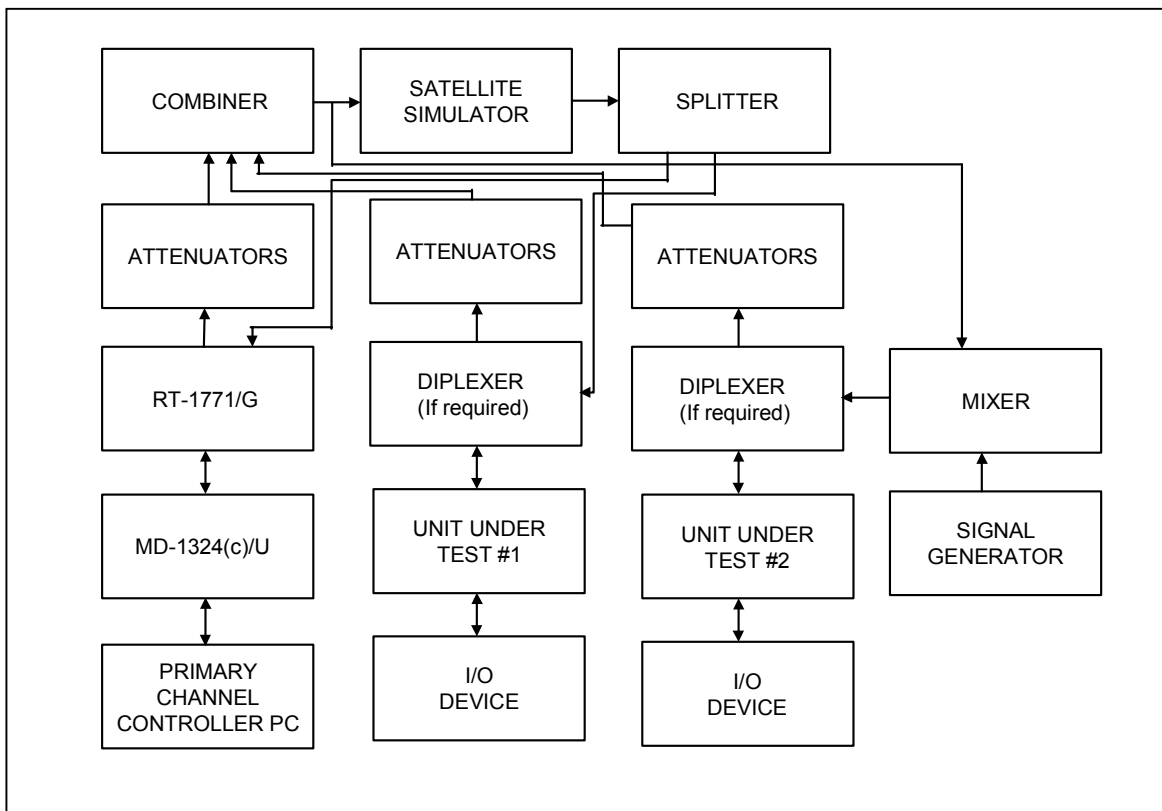 COMBINER
SATELLITE
SIMULATOR
SPLITTER
ATTENUATORS
ATTENUATORS
ATTENUATORS
RT-1771/G
DIPLEXER
(If required)
DIPLEXER
(If required)
MIXER
MD-1324(c)/U
UNIT UNDER
TEST #1
UNIT UNDER
TEST #2
SIGNAL
GENERATOR
PRIMARY
CHANNEL
CONTROLLER PC
I/O
DEVICE
I/O
DEVICE